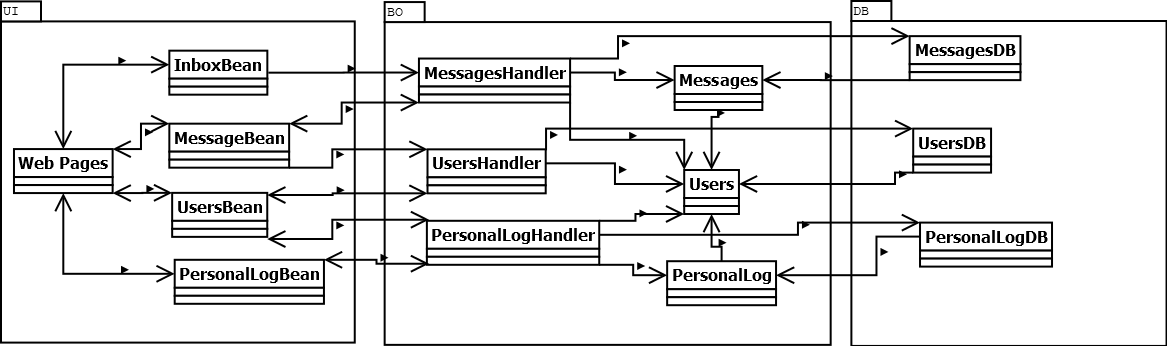 UI
BO
DB
InboxBean
MessagesHandler
Messages
MessagesDB
MessageBean
Web Pages
UsersHandler
UsersDB
UsersBean
Users
PersonalLogHandler
PersonalLogDB
PersonalLogBean
PersonalLog